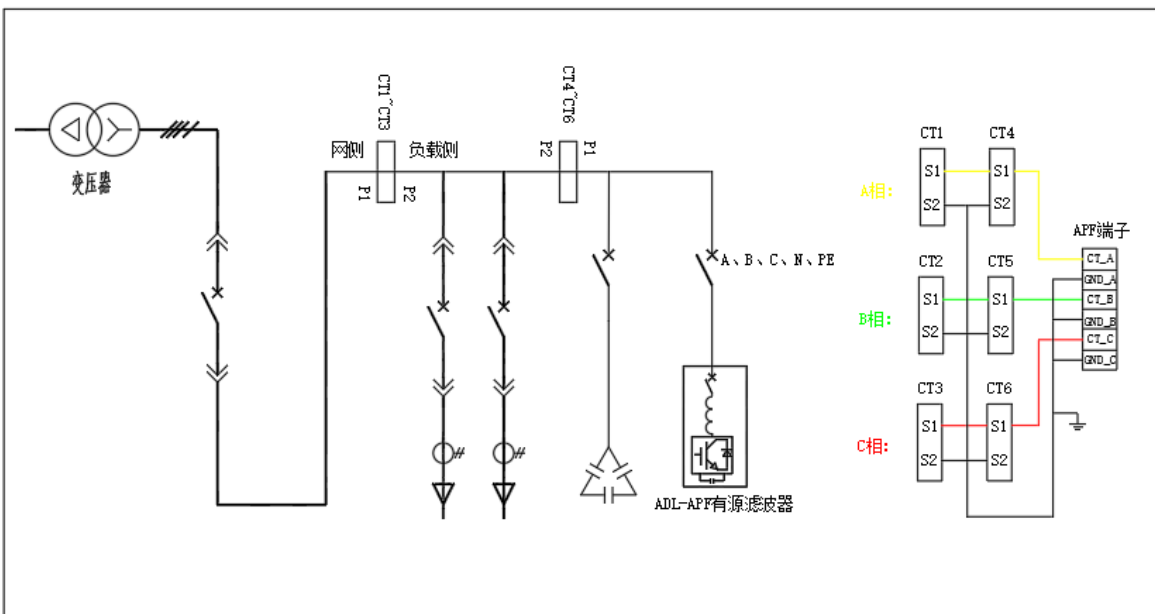 变压器
网侧
CT1~CT3
负载侧
P1
P2
CT4~CT6
P2
P1
A、B、C、N、PE
ADL-APF有源滤波器
CT1
CT4
A相:
S1
S1
S2
S2
APF端子
CT2
CT5
B相:
S1
S1
S2
S2
CT3
CT6
C相:
S1
S1
S2
S2
CT_A
GND_A
CT_B
GND_B
CT_C
GND_C